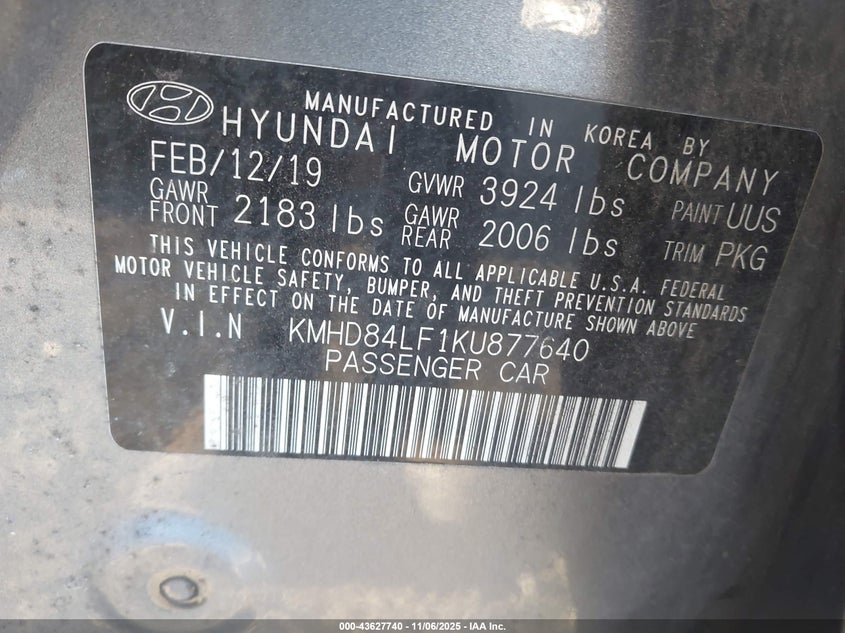 MANUFACTURED IN KOREA BY
HYUNDAI MOTOR COMPANY
FEB/12/19 GVWR 3924 lbs PAINT UUS
GAWR FRONT 2183 lbs GAWR REAR 2006 lbs TRIM PKG
THIS VEHICLE CONFORMS TO ALL APPLICABLE U.S.A. FEDERAL
MOTOR VEHICLE SAFETY, BUMPER, AND THEFT PREVENTION STANDARDS
IN EFFECT ON THE DATE OF MANUFACTURE SHOWN ABOVE
V.I.N KMHD84LF1KU877640
PASSENGER CAR
000-43627740 - 11/06/2025 - IAA Inc.